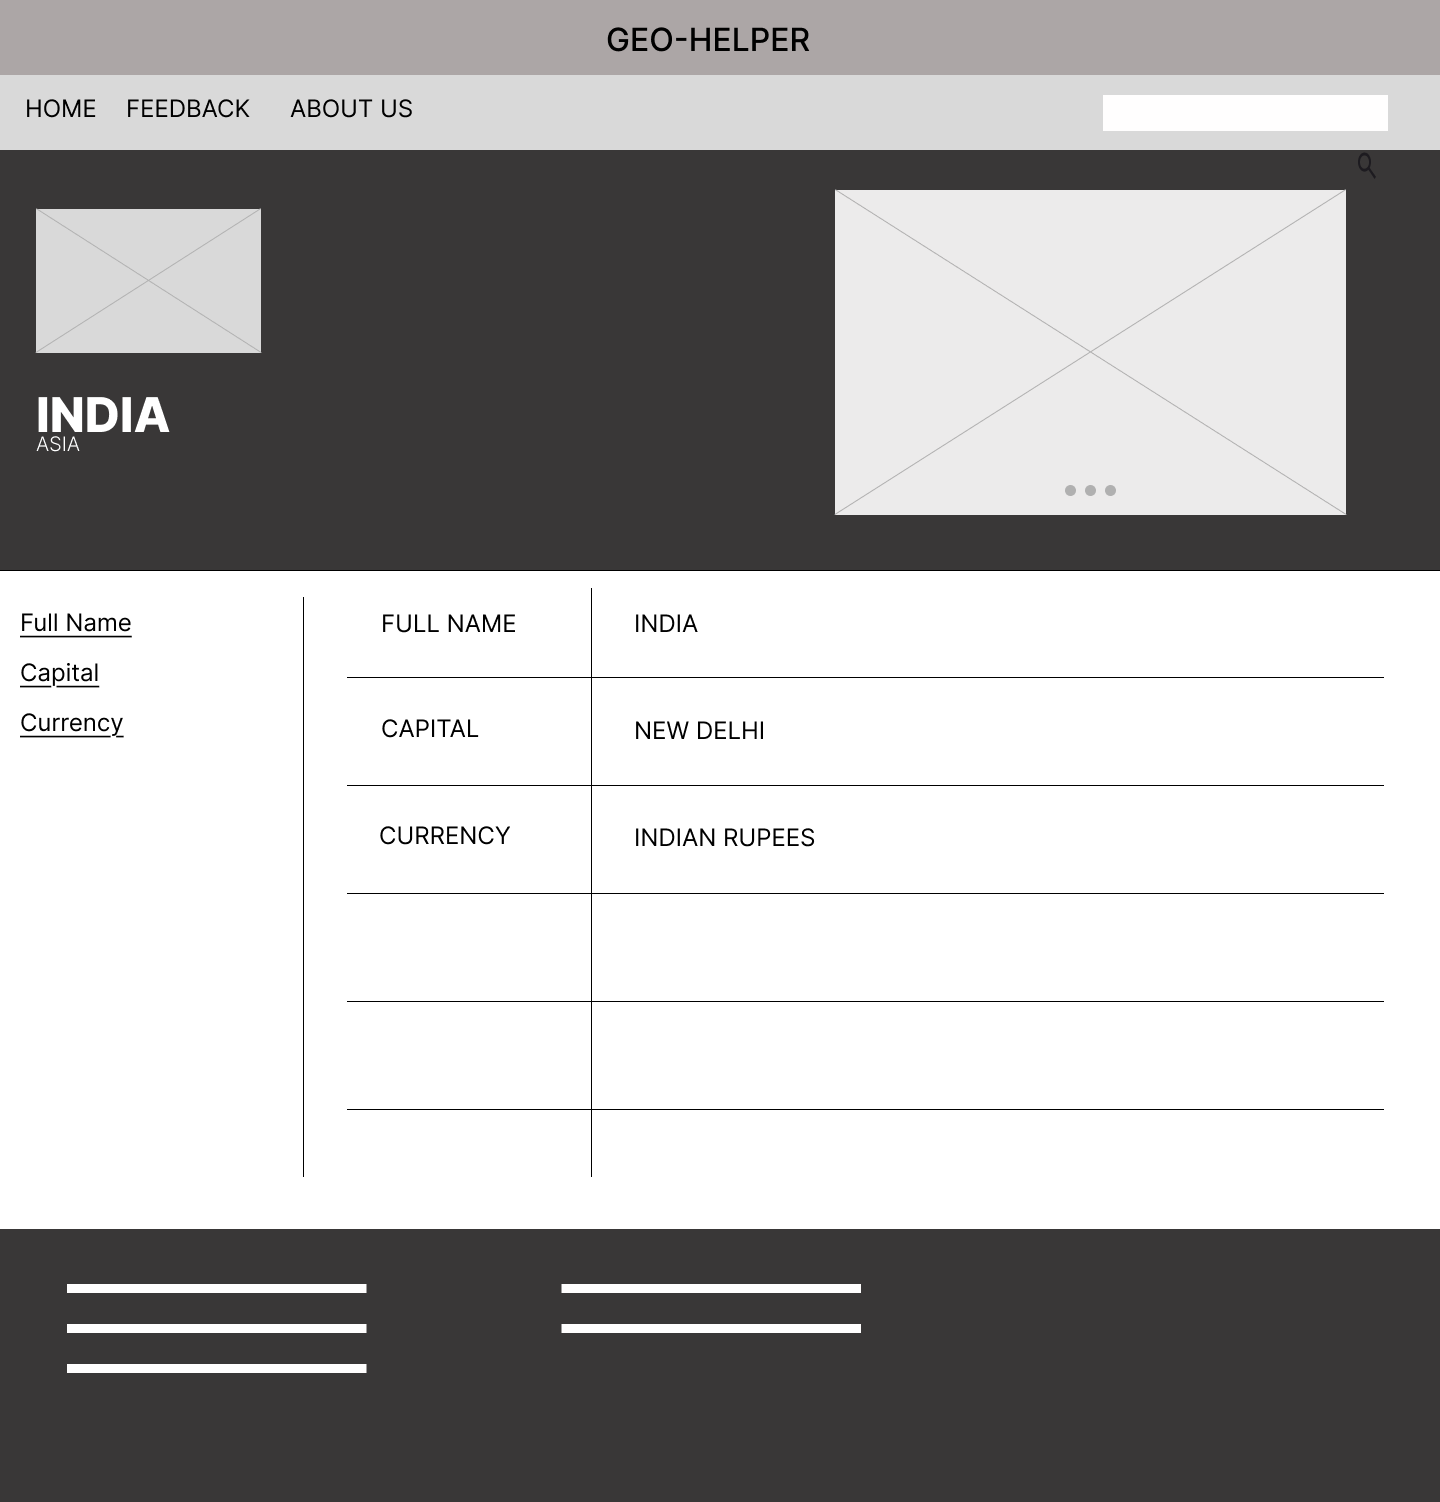 GEO-HELPER
HOME FEEDBACK ABOUT US
INDIA
ASIA
Full Name
Capital
Currency
FULL NAME INDIA
CAPITAL NEW DELHI
CURRENCY INDIAN RUPEES